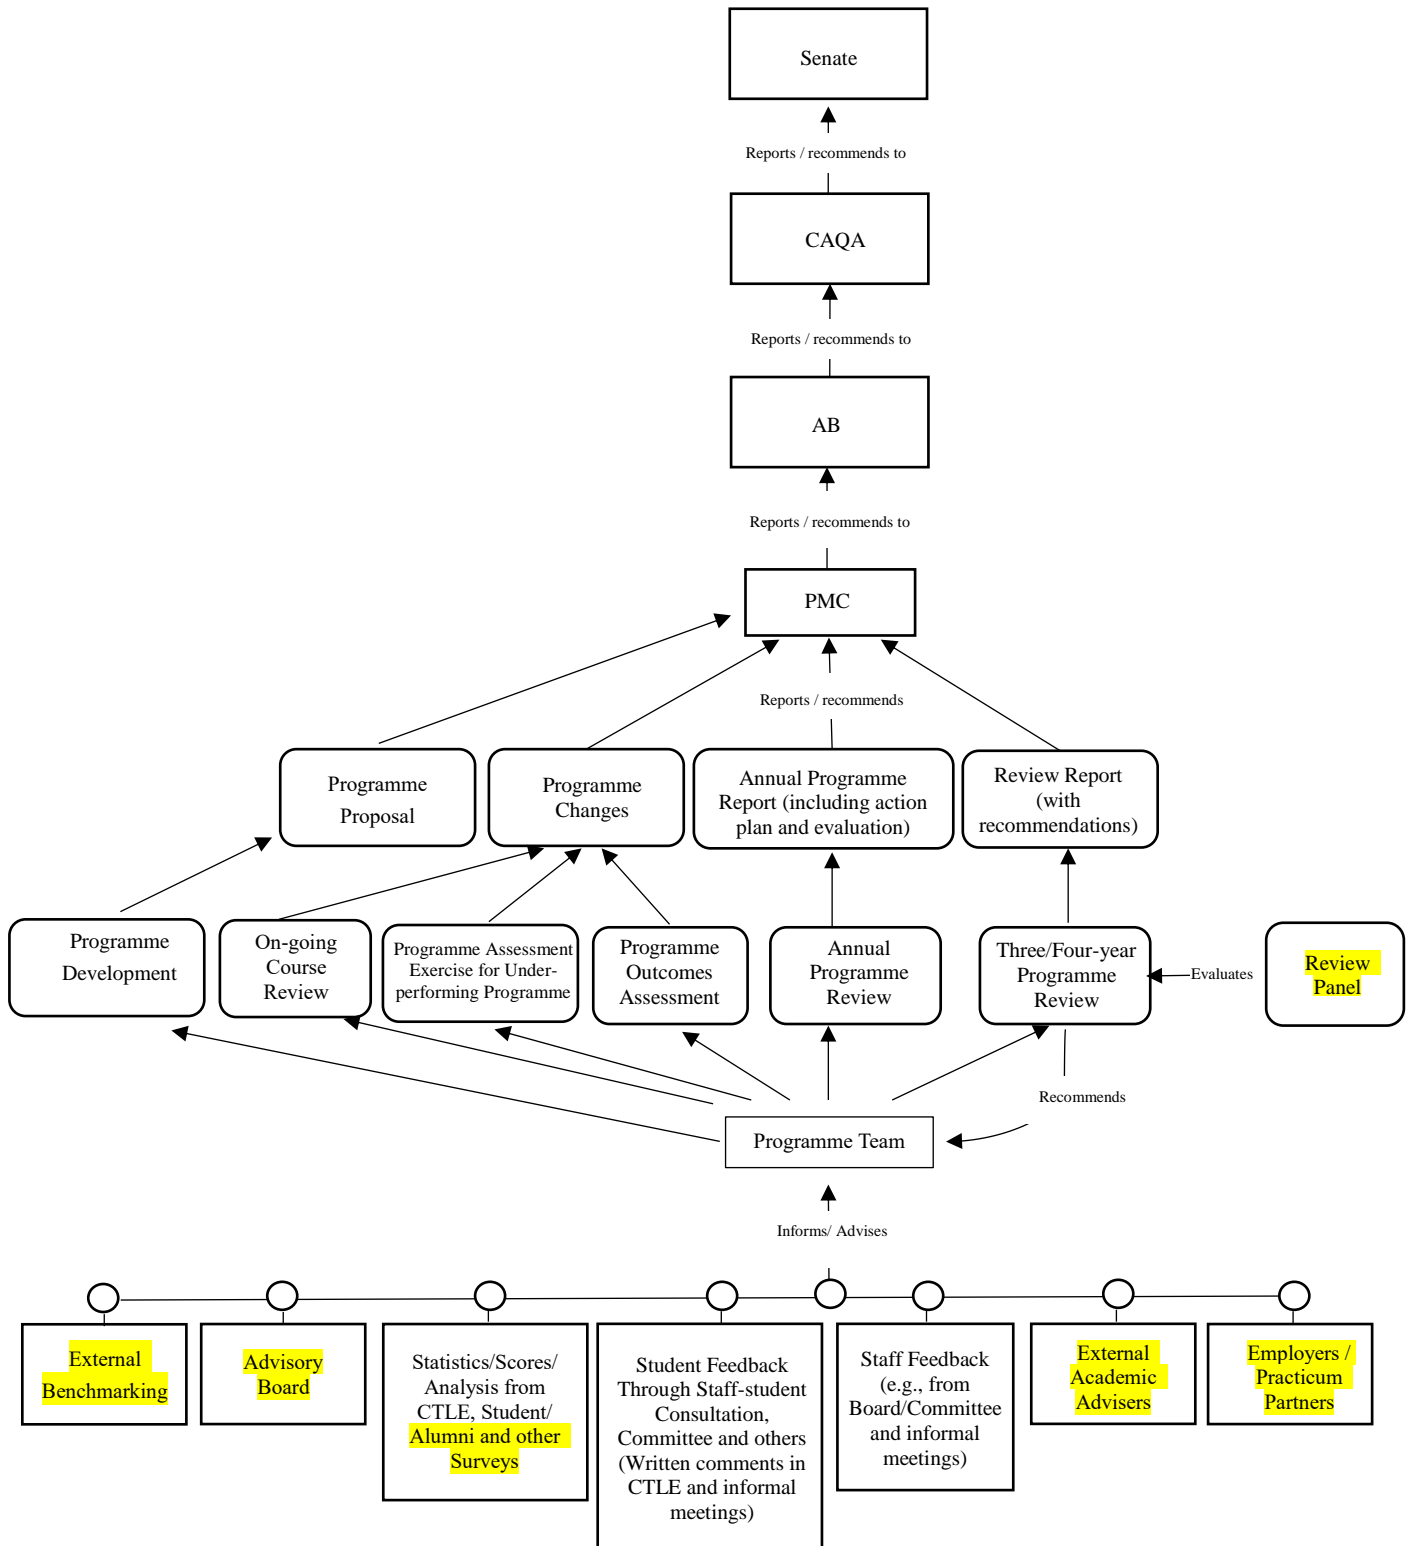 Senate
Reports / recommends to
CAQA
Reports / recommends to
AB
Reports / recommends to
PMC
Reports / recommends
Programme
Proposal
Programme
Changes
Annual Programme
Report (including action
plan and evaluation)
Review Report
(with
recommendations)
Programme
Development
On-going
Course
Review
Programme Assessment
Exercise for Under-
performing Programme
Programme
Outcomes
Assessment
Annual
Programme
Review
Three/Four-year
Programme
Review
Evaluates
Review
Panel
Recommends
Programme Team
Informs/ Advises
External
Benchmarking
Advisory
Board
Statistics/Scores/
Analysis from
CTLE, Student/
Alumni and other
Surveys
Student Feedback
Through Staff-student
Consultation,
Committee and others
(Written comments in
CTLE and informal
meetings)
Staff Feedback
(e.g., from
Board/Committee
and informal
meetings)
External
Academic
Advisers
Employers /
Practicum
Partners